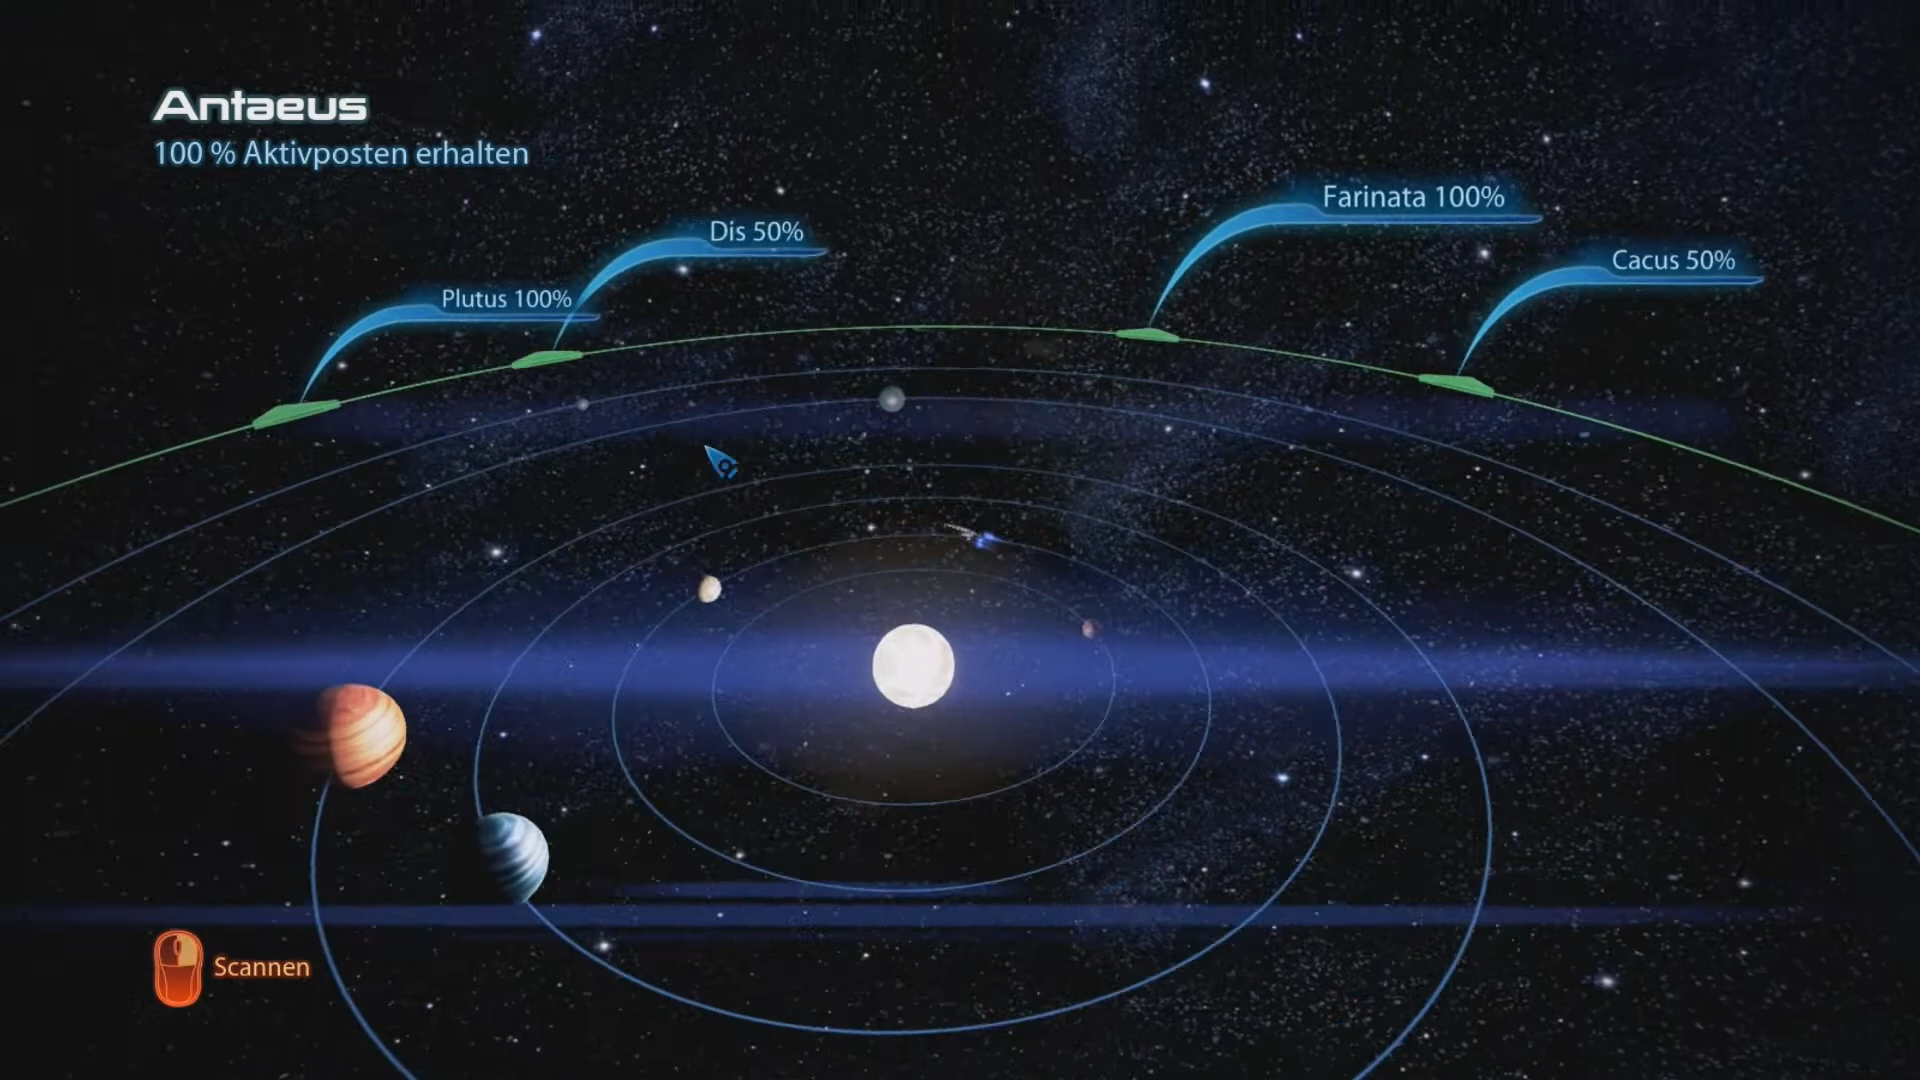 Antaeus
100 % Aktivposten erhalten
Farinata 100%
Dis 50%
Cacus 50%
Plutus 100%
Scannen